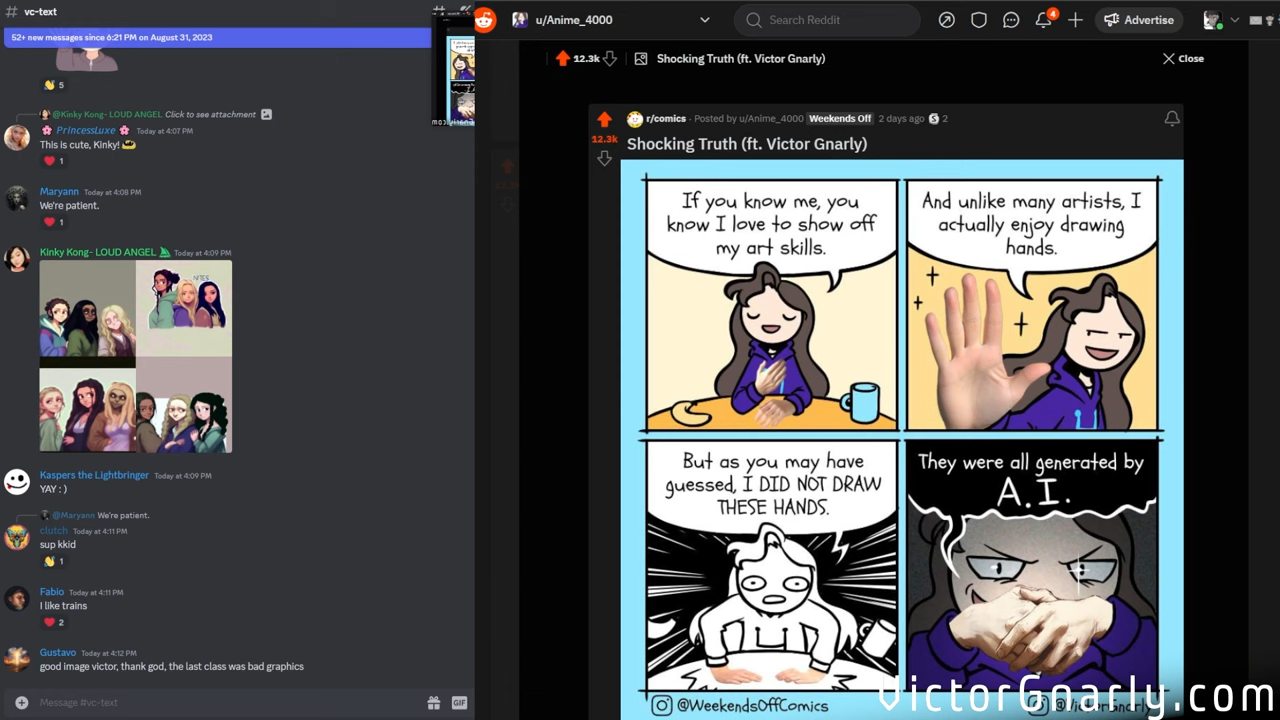 # vc-text
52+ new messages since 6:21 PM on August 31, 2023
5
@Kinky Kong- LOUD ANGEL Click to see attachment
PrincessLuxe Today at 4:07 PM
This is cute, Kinky!
1
Maryann Today at 4:08 PM
We're patient.
1
Kinky Kong- LOUD ANGEL Today at 4:09 PM
Kaspers the Lightbringer Today at 4:09 PM
YAY : )
@Maryann We're patient.
clutch Today at 4:11 PM
sup kkid
1
Fabio Today at 4:11 PM
I like trains
2
Gustavo Today at 4:12 PM
good image victor, thank god, the last class was bad graphics
Message #vc-text
GIF
u/Anime_4000
Search Reddit
4
Advertise
12.3k
Shocking Truth (ft. Victor Gnarly)
Close
r/comics · Posted by u/Anime_4000 Weekends Off 2 days ago S 2
12.3k
Shocking Truth (ft. Victor Gnarly)
If you know me, you
know I love to show off
my art skills.
And unlike many artists, I
actually enjoy drawing
hands.
But as you may have
guessed, I DID NOT DRAW
THESE HANDS.
They were all generated by
A.I.
@WeekendsOffComics
VictorGnarly.com